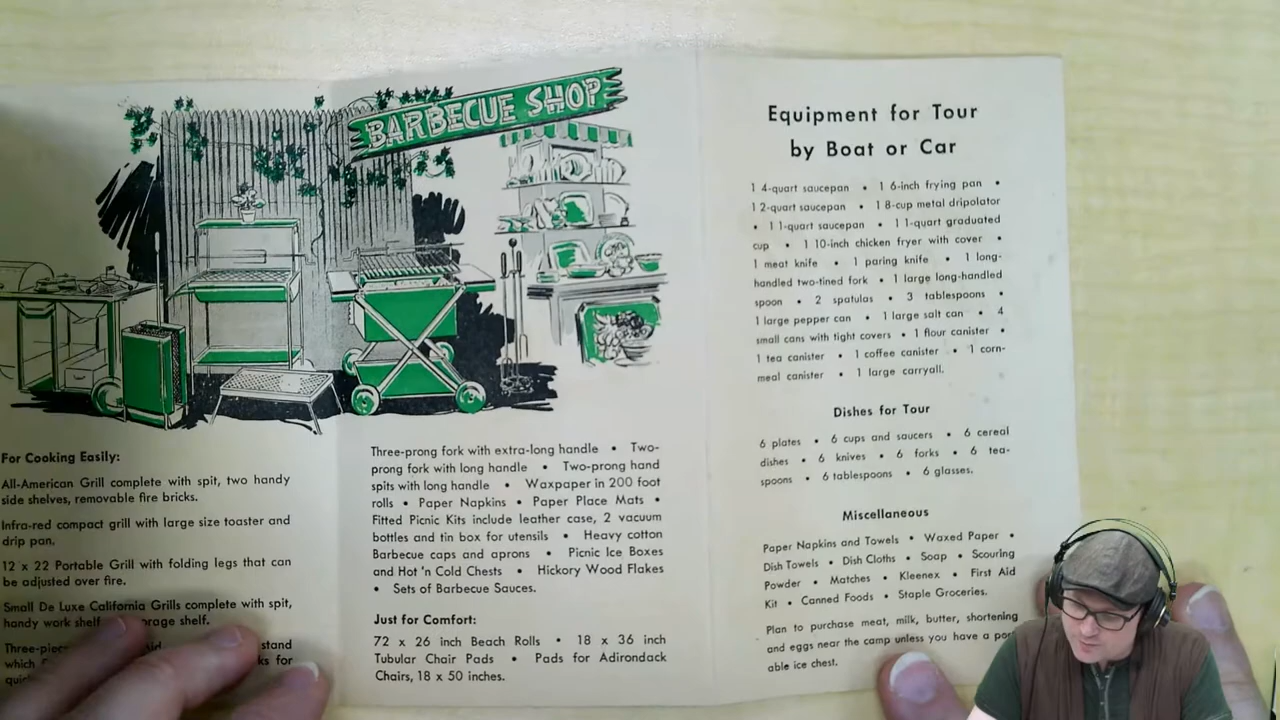 BARBECUE SHOP
For Cooking Easily:
All-American Grill complete with spit, two handy
side shelves, removable fire bricks.
Infra-red compact grill with large size toaster and
drip pan.
12 x 22 Portable Grill with folding legs that can
be adjusted over fire.
Small De Luxe California Grills complete with spit,
handy work shelf
shelf.
stand
which
for
Three-prong fork with extra-long handle • Two-
prong fork with long handle • Two-prong hand
spits with long handle • Waxpaper in 200 foot
rolls • Paper Napkins • Paper Place Mats •
Fitted Picnic Kits include leather case, 2 vacuum
bottles and tin box for utensils • Heavy cotton
Barbecue caps and aprons • Picnic Ice Boxes
and Hot 'n Cold Chests • Hickory Wood Flakes
• Sets of Barbecue Sauces.
Just for Comfort:
72 x 26 inch Beach Rolls • 18 x 36 inch
Tubular Chair Pads • Pads for Adirondack
Chairs, 18 x 50 inches.
Equipment for Tour
by Boat or Car
1 4-quart saucepan • 1 6-inch frying pan •
1 2-quart saucepan • 1 8-cup metal dripolator
• 1 1-quart saucepan • 1 1-quart graduated
cup • 1 10-inch chicken fryer with cover •
1 meat knife • 1 paring knife • 1 long-
handled two-tined fork • 1 large long-handled
spoon • 2 spatulas • 3 tablespoons •
1 large pepper can • 1 large salt can • 4
small cans with tight covers • 1 flour canister •
1 tea canister • 1 coffee canister • 1 corn-
meal canister • 1 large carryall.
Dishes for Tour
6 plates • 6 cups and saucers • 6 cereal
dishes • 6 knives • 6 forks • 6 tea-
spoons • 6 tablespoons • 6 glasses.
Miscellaneous
Paper Napkins and Towels • Waxed Paper •
Dish Towels • Dish Cloths • Soap • Scouring
Powder • Matches • Kleenex • First Aid
Kit • Canned Foods • Staple Groceries.
Plan to purchase meat, milk, butter, shortening
and eggs near the camp unless you have a
able ice chest.